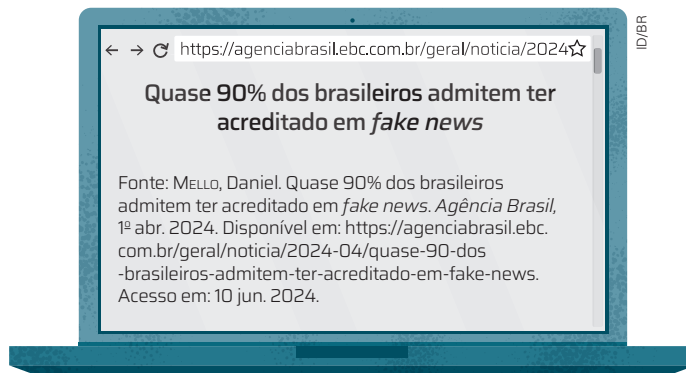 https://agenciabrasil.ebc.com.br/geral/noticia/2024
ID/BR
Quase 90% dos brasileiros admitem ter
acreditado em fake news
Fonte: MELLO, Daniel. Quase 90% dos brasileiros
admitem ter acreditado em fake news. Agência Brasil,
1º abr. 2024. Disponível em: https://agenciabrasil.ebc.
com.br/geral/noticia/2024-04/quase-90-dos
-brasileiros-admitem-ter-acreditado-em-fake-news.
Acesso em: 10 jun. 2024.